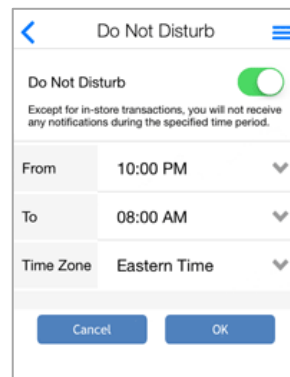 Do Not Disturb
Do Not Disturb
Except for in-store transactions, you will not receive
any notifications during the specified time period.
From 10:00 PM
To 08:00 AM
Time Zone Eastern Time
Cancel OK